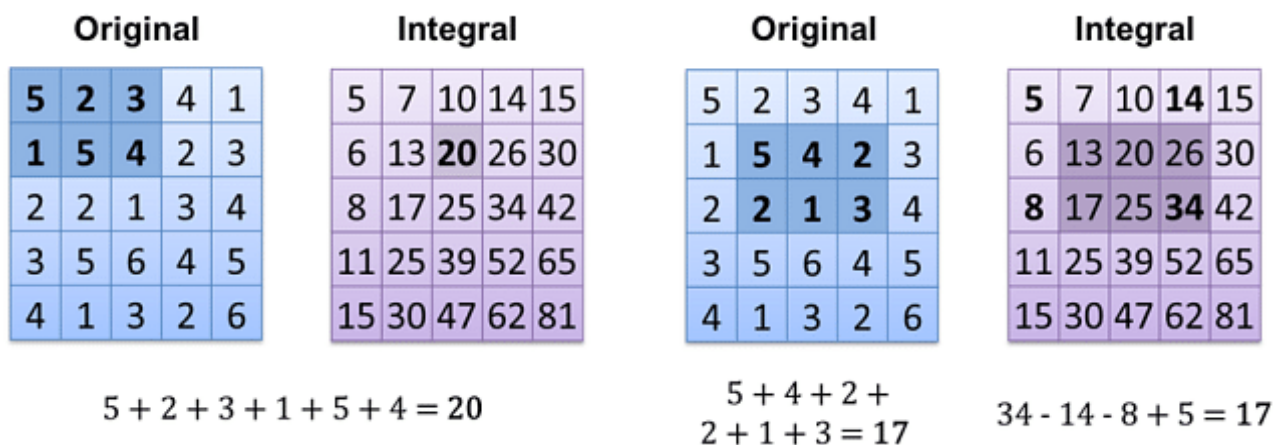 Original Integral Original Integral
5 2 3 4 1 5 7 10 14 15 5 2 3 4 1 5 7 10 14 15
1 5 4 2 3 6 13 20 26 30 1 5 4 2 3 6 13 20 26 30
2 2 1 3 4 8 17 25 34 42 2 2 1 3 4 8 17 25 34 42
3 5 6 4 5 11 25 39 52 65 3 5 6 4 5 11 25 39 52 65
4 1 3 2 6 15 30 47 62 81 4 1 3 2 6 15 30 47 62 81
5 + 2 + 3 + 1 + 5 + 4 = 20
5 + 4 + 2 +
2 + 1 + 3 = 17
34 - 14 - 8 + 5 = 17